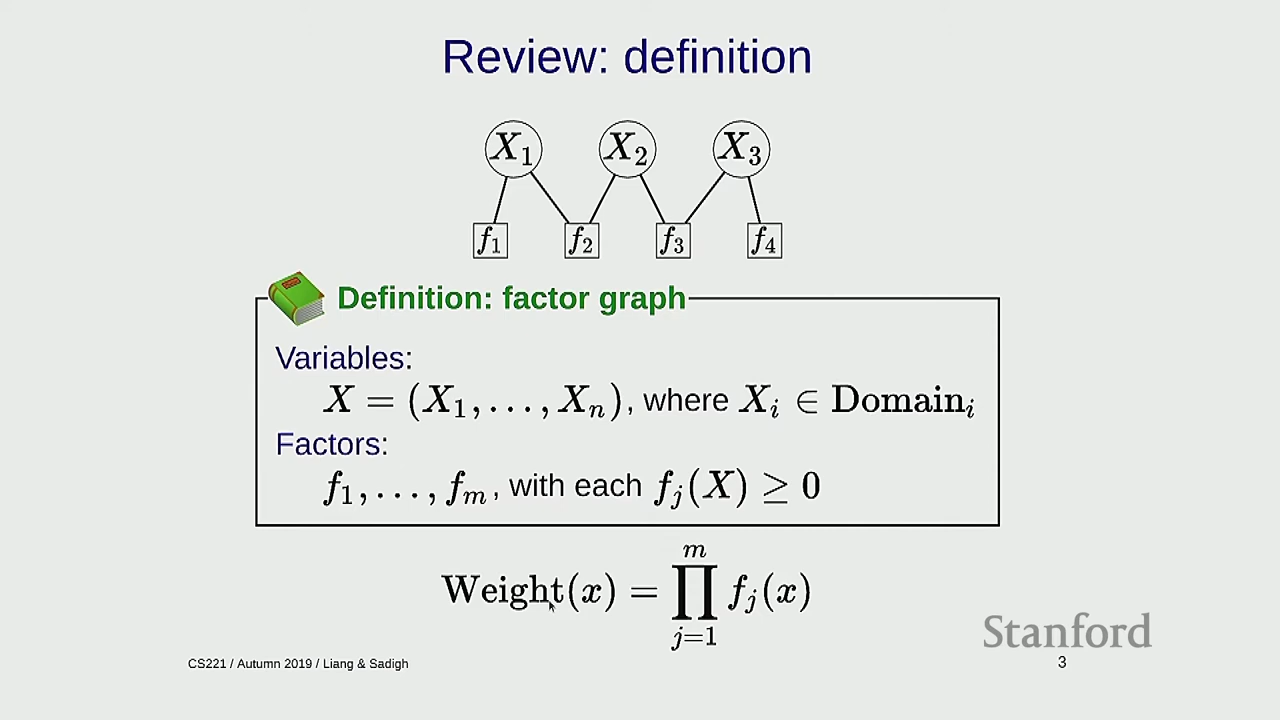 Review: definition
X₁ X₂ X₃
f₁ f₂ f₃ f₄
Definition: factor graph
Variables:
X = (X₁, . . . , Xₙ), where Xᵢ ∈ Domainᵢ
Factors:
f₁, . . . , fₘ, with each fⱼ(X) ≥ 0
Weight(x) = ∏ⱼ₌₁ᵐ fⱼ(x)
Stanford
CS221 / Autumn 2019 / Liang & Sadigh 3